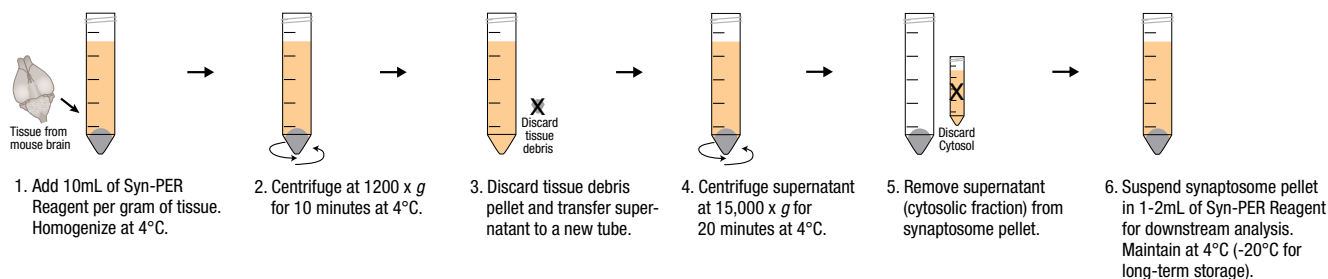 Tissue from
mouse brain
X
Discard
tissue
debris
X
Discard
Cytosol
1. Add 10mL of Syn-PER
Reagent per gram of tissue.
Homogenize at 4°C.
2. Centrifuge at 1200 x g
for 10 minutes at 4°C.
3. Discard tissue debris
pellet and transfer super-
natant to a new tube.
4. Centrifuge supernatant
at 15,000 x g for
20 minutes at 4°C.
5. Remove supernatant
(cytosolic fraction) from
synaptosome pellet.
6. Suspend synaptosome pellet
in 1-2mL of Syn-PER Reagent
for downstream analysis.
Maintain at 4°C (-20°C for
long-term storage).